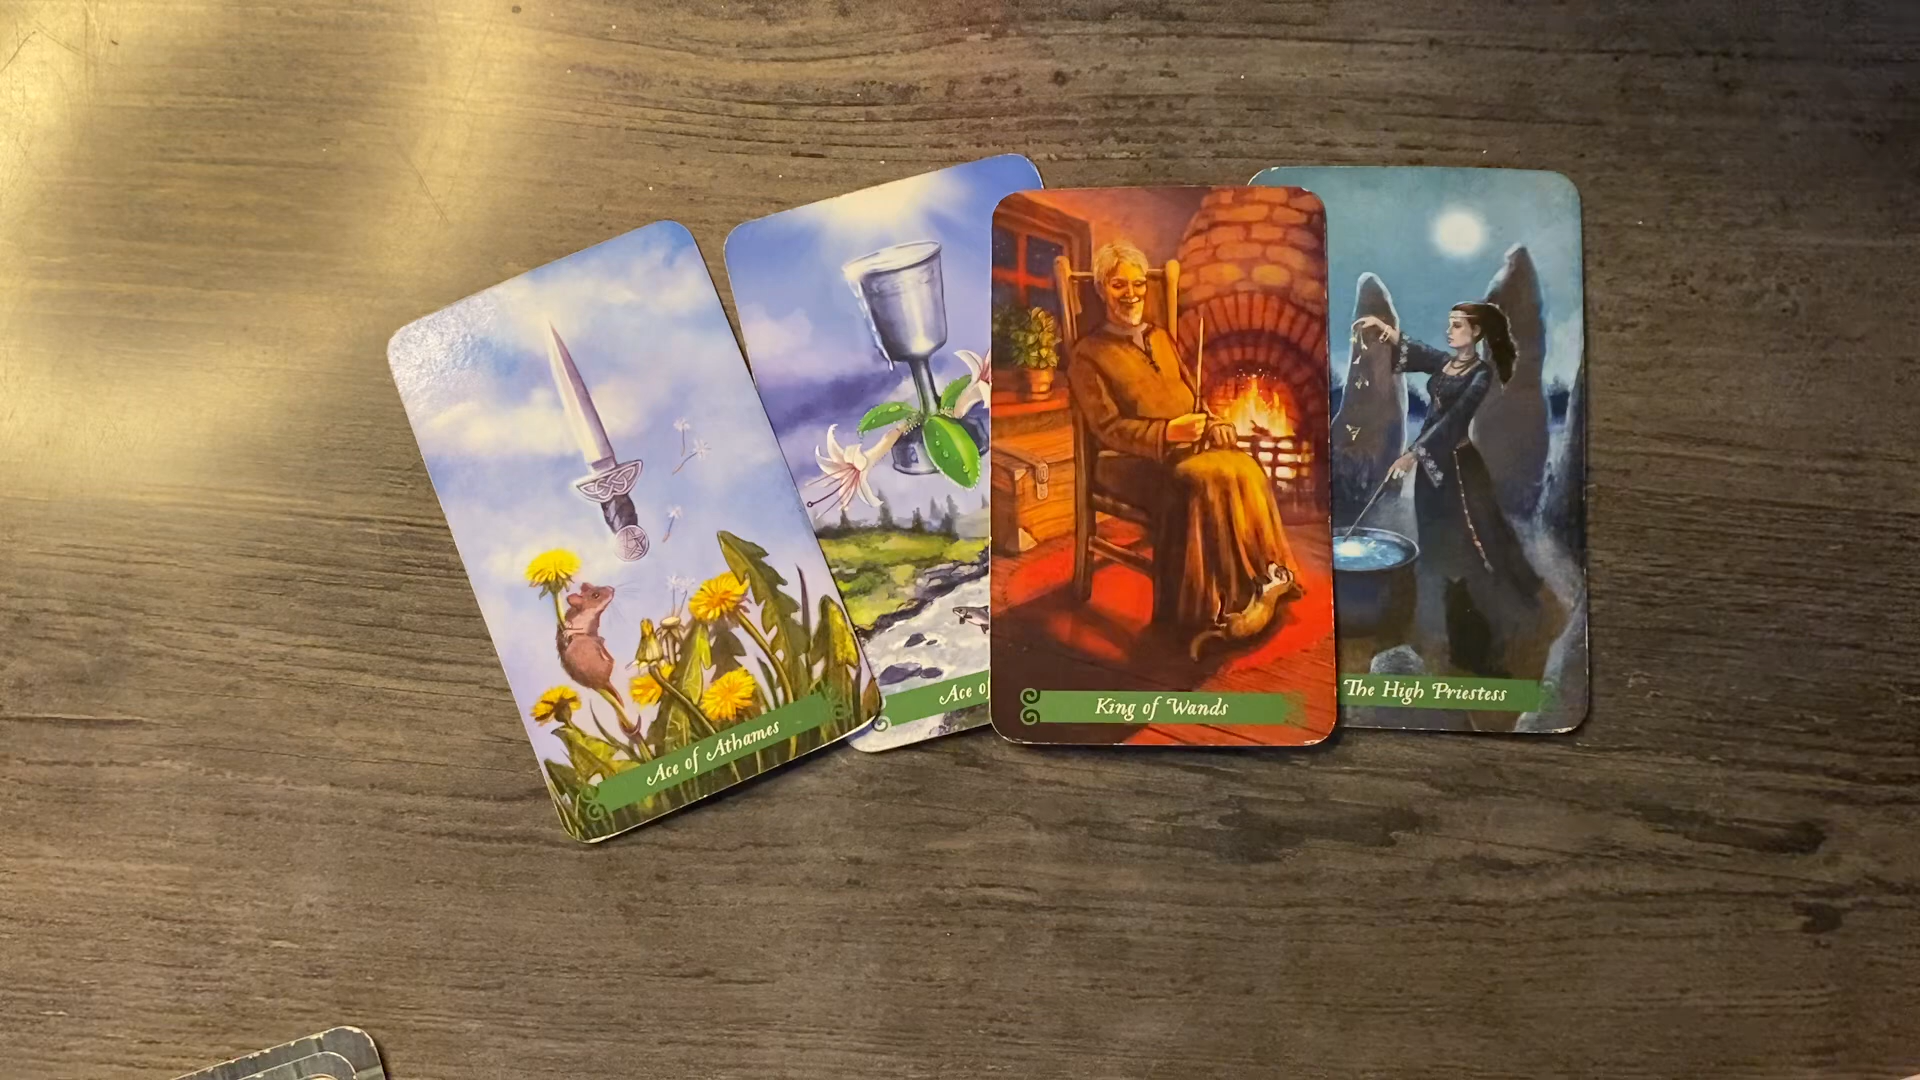 Ace of Athames
Ace of
King of Wands
The High Priestess